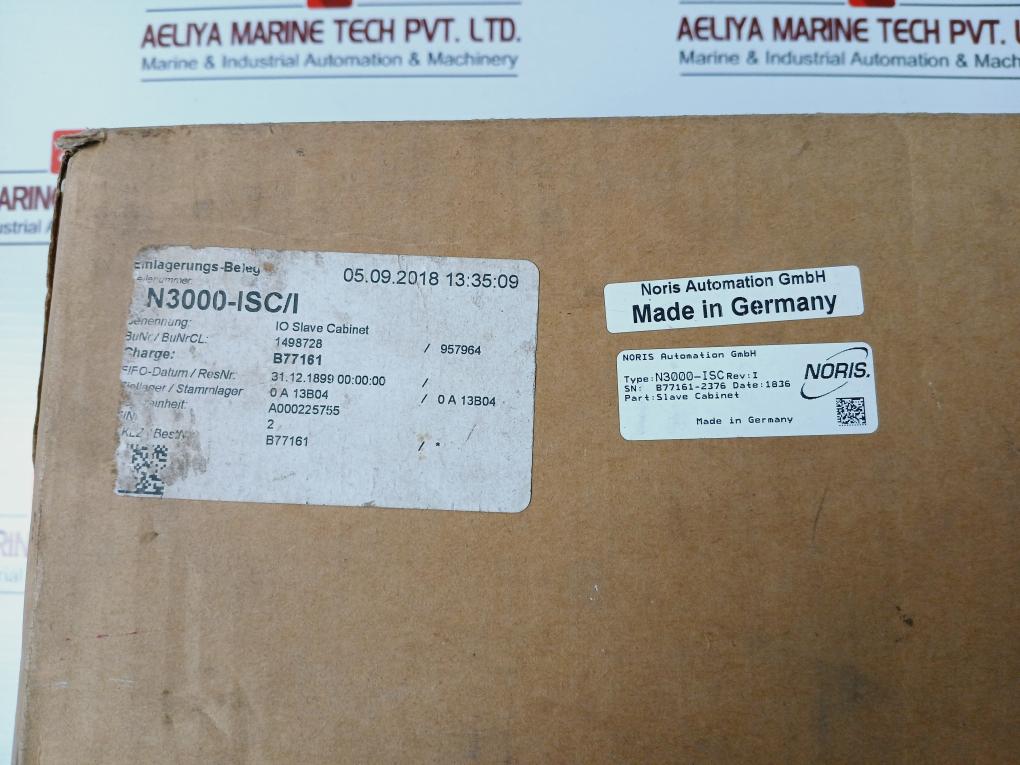 AELIYA MARINE TECH PVT. LTD.
Marine & Industrial Automation & Machinery
AELIYA MARINE TECH PVT.
Marine & Industrial Automation &
Einlagerungs-Beleg
05.09.2018 13:35:09
N3000-ISC/I
IO Slave Cabinet
BuNr / BuNrCL:
1498728 / 957964
Charge:
B77161
FIFO-Datum / ResNr.
31.12.1899 00:00:00 /
/ Stammlager
0 A 13B04 / 0 A 13B04
A000225755
2
B77161 / *
Noris Automation GmbH
Made in Germany
NORIS Automation GmbH
NORIS.
Type:N3000-ISC Rev:I
SN: B77161-2376 Date:1836
Part:Slave Cabinet
Made in Germany